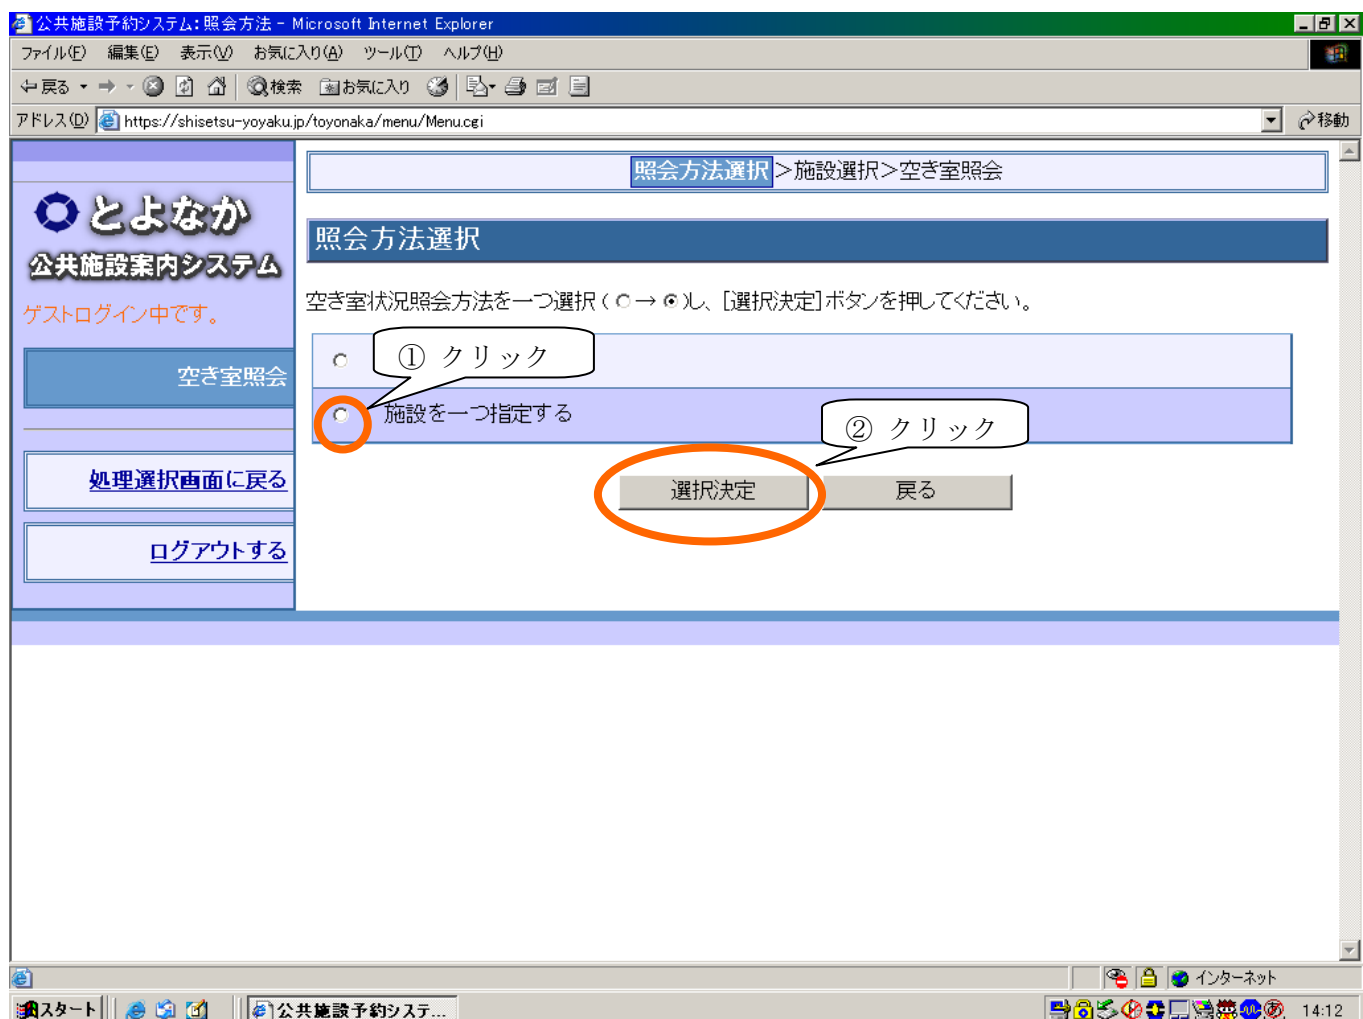 公共施設予約システム：照会方法 - Microsoft Internet Explorer
ファイル(F) 編集(E) 表示(V) お気に入り(A) ツール(T) ヘルプ(H)
戻る 検索 お気に入り
アドレス(D) https://shisetsu-yoyaku.jp/toyonaka/menu/Menu.cgi 移動
照会方法選択＞施設選択＞空き室照会
とよなか
公共施設案内システム
ゲストログイン中です。
空き室照会
処理選択画面に戻る
ログアウトする
照会方法選択
空き室状況照会方法を一つ選択(○→◉)し、[選択決定]ボタンを押してください。
① クリック
施設を一つ指定する
② クリック
選択決定 戻る
インターネット
スタート 公共施設予約システ... 14:12